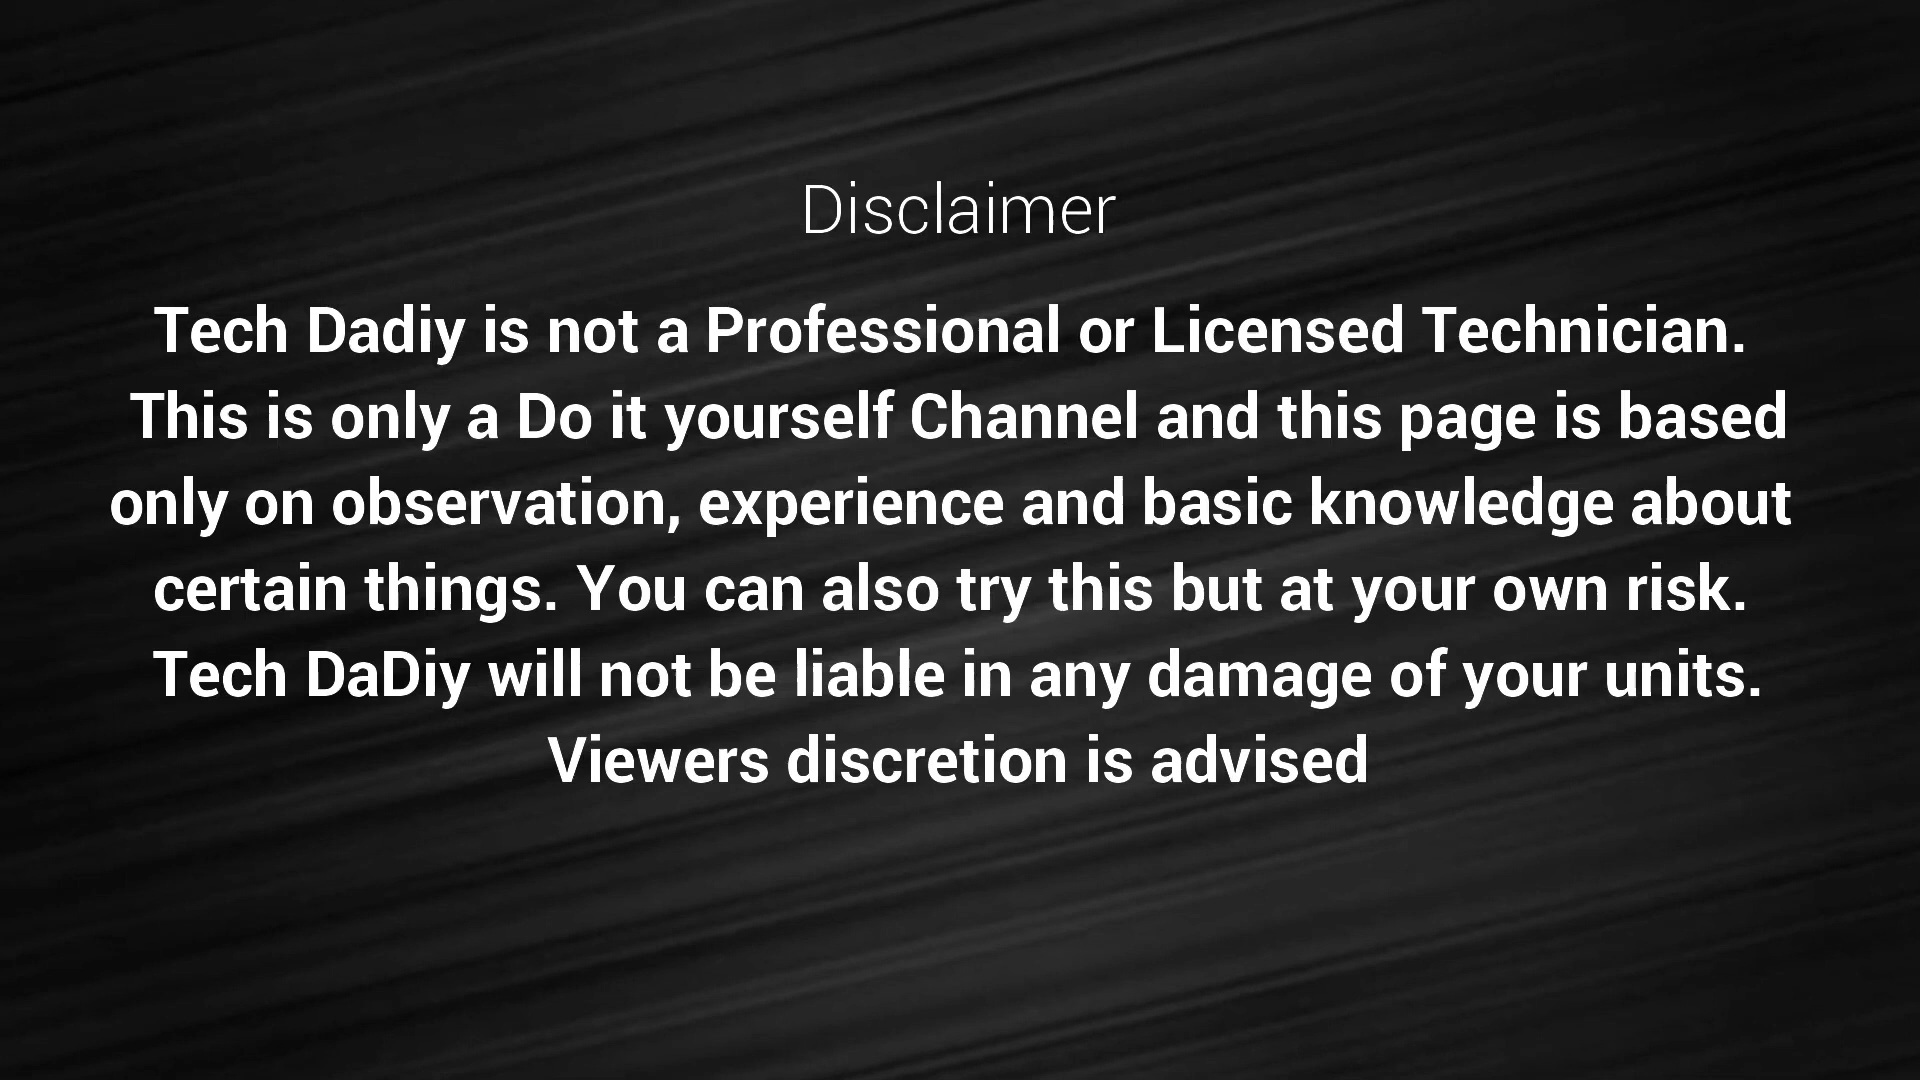 Disclaimer
Tech Dadiy is not a Professional or Licensed Technician.
This is only a Do it yourself Channel and this page is based
only on observation, experience and basic knowledge about
certain things. You can also try this but at your own risk.
Tech DaDiy will not be liable in any damage of your units.
Viewers discretion is advised